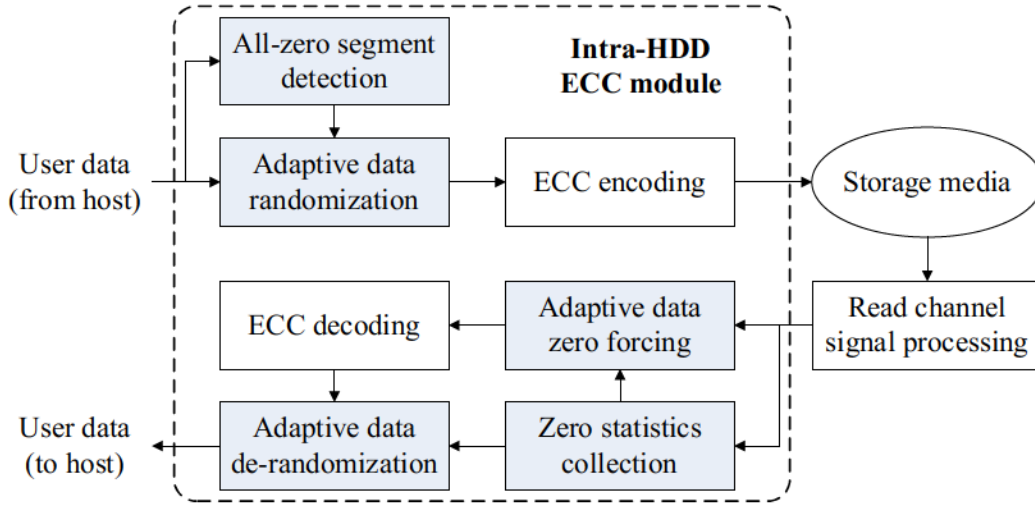 All-zero segment
detection
Intra-HDD
ECC module
User data
(from host)
Adaptive data
randomization
ECC encoding
Storage media
ECC decoding
Adaptive data
zero forcing
Read channel
signal processing
User data
(to host)
Adaptive data
de-randomization
Zero statistics
collection